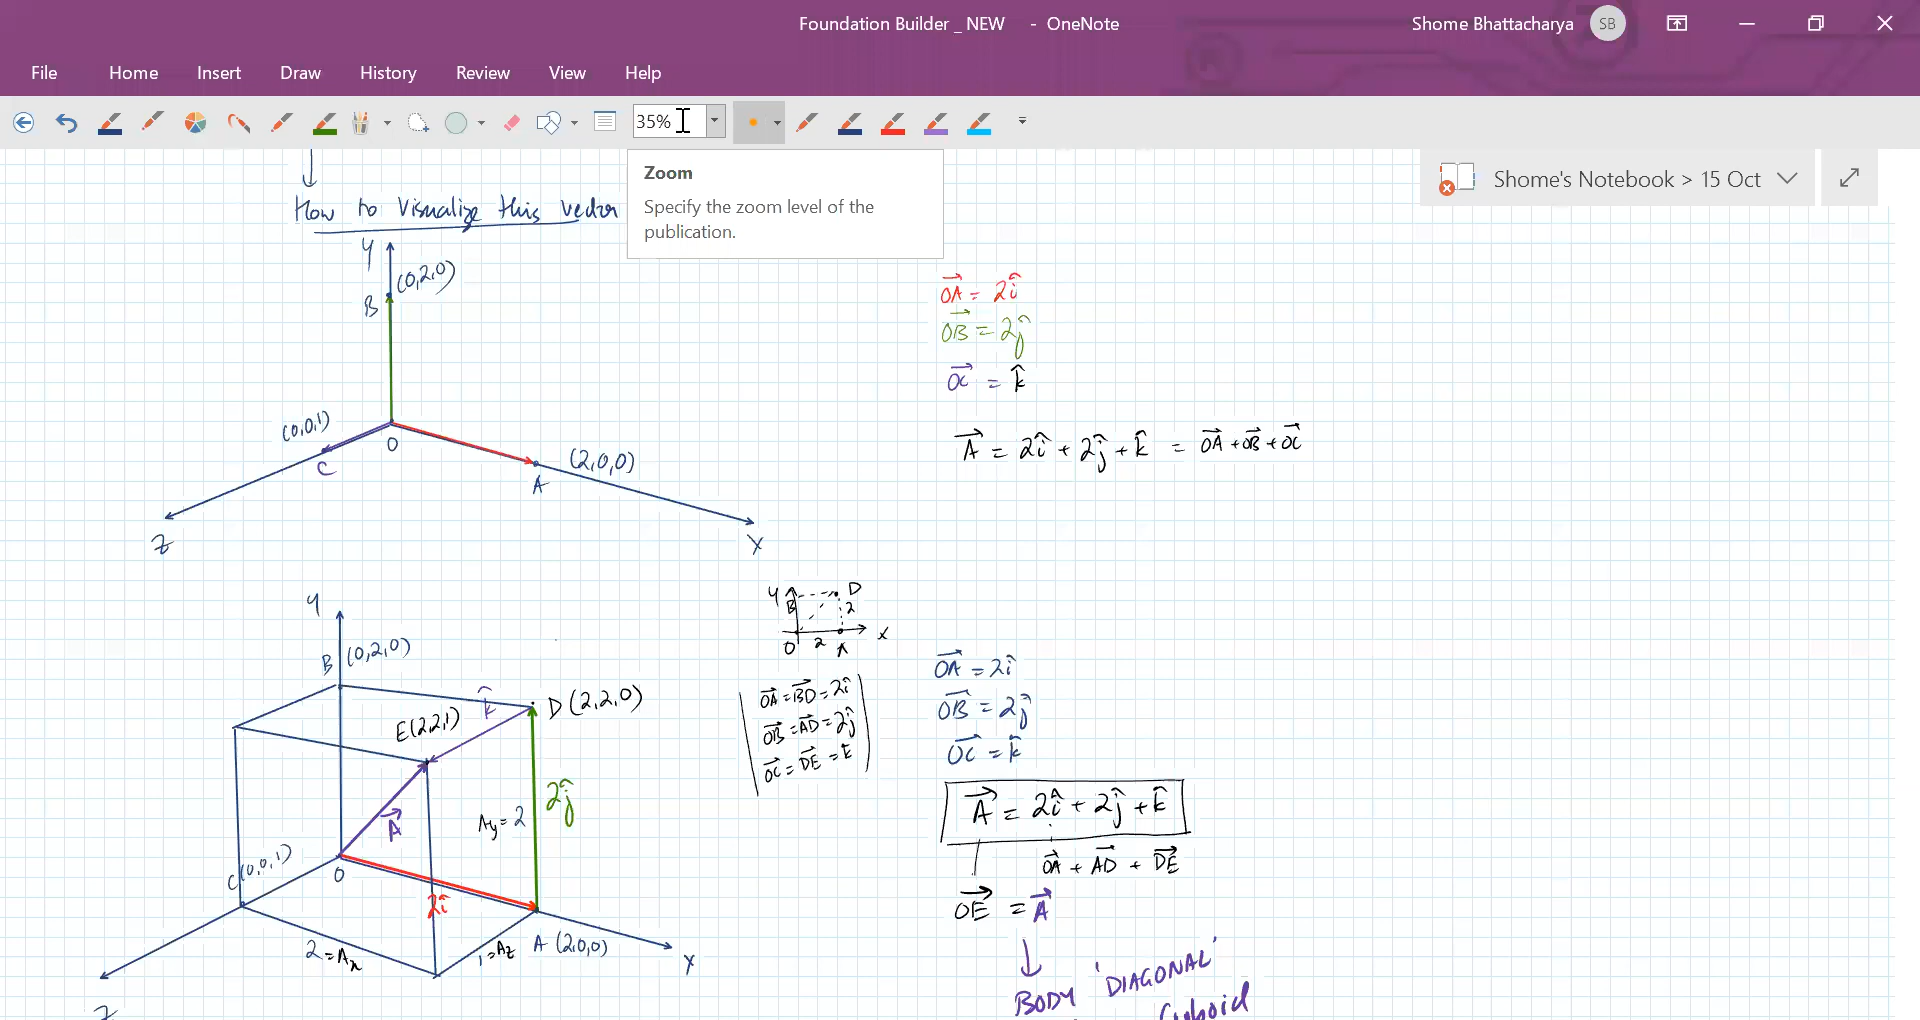 Foundation Builder _ NEW - OneNote
Shome Bhattacharya SB
File Home Insert Draw History Review View Help
35%
Zoom
Specify the zoom level of the
publication.
Shome's Notebook > 15 Oct
How to visualize this vector
Y
(0,2,0)
B
(0,0,1)
C
O
(2,0,0)
A
Z
X
OA = 2î
OB = 2ĵ
OC = k̂
A = 2î + 2ĵ + k̂ = OA + OB + OC
Y
B (0,2,0)
k̂
D (2,2,0)
E(2,2,1)
A
Ay = 2
2ĵ
C(0,0,1)
O
2î
2 = Ax
1 = Az
A (2,0,0)
X
Z
Y
B
D
2
X
O 2 A
OA = BD = 2î
OB = AD = 2ĵ
OC = DE = k̂
OA = 2î
OB = 2ĵ
OC = k̂
A = 2î + 2ĵ + k̂
OA + AD + DE
OE = A
BODY 'DIAGONAL'
Cuboid